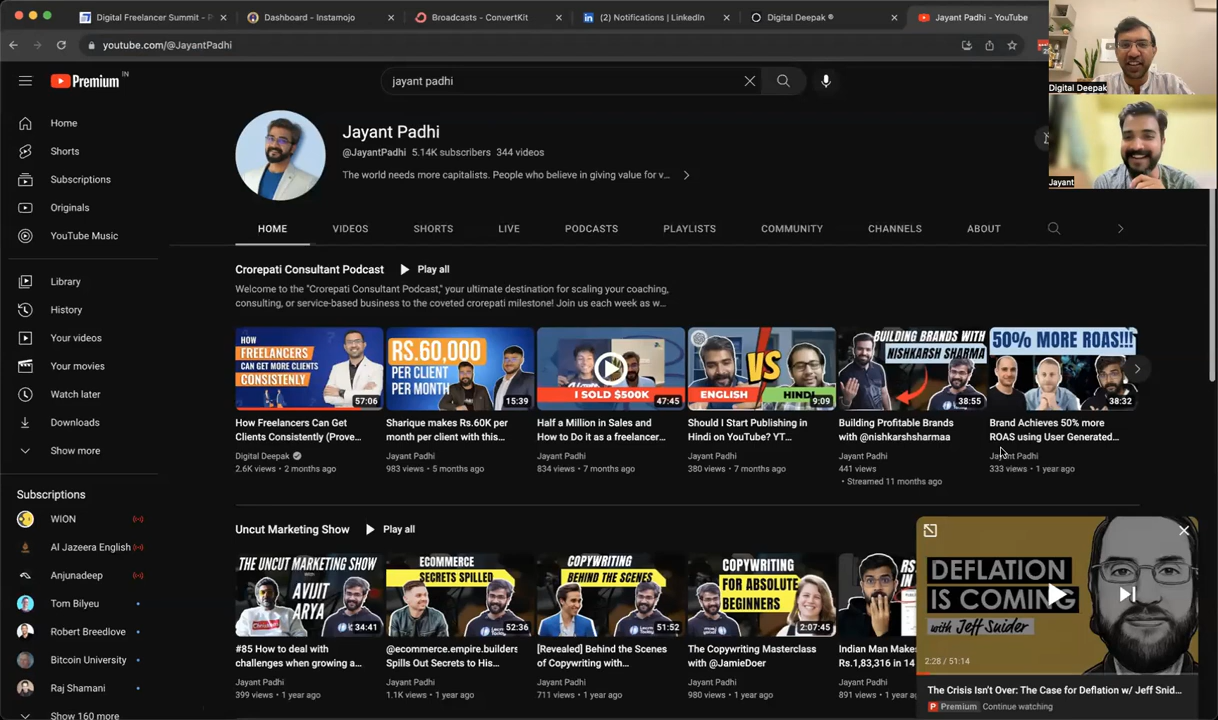 Digital Freelancer Summit - P
Dashboard - Instamojo
Broadcasts - ConvertKit
(2) Notifications | LinkedIn
Digital Deepak ®
Jayant Padhi - YouTube
youtube.com/@JayantPadhi
Premium IN
jayant padhi
Digital Deepak
Jayant
Home
Shorts
Subscriptions
Originals
YouTube Music
Library
History
Your videos
Your movies
Watch later
Downloads
Show more
Subscriptions
WION
Al Jazeera English
Anjunadeep
Tom Bilyeu
Robert Breedlove
Bitcoin University
Raj Shamani
Show 160 more
Jayant Padhi
@JayantPadhi 5.14K subscribers 344 videos
The world needs more capitalists. People who believe in giving value for v...
HOME VIDEOS SHORTS LIVE PODCASTS PLAYLISTS COMMUNITY CHANNELS ABOUT
Crorepati Consultant Podcast Play all
Welcome to the "Crorepati Consultant Podcast," your ultimate destination for scaling your coaching,
consulting, or service-based business to the coveted crorepati milestone! Join us each week as w...
HOW
FREELANCERS
CAN GET
MORE CLIENTS
CONSISTENTLY
57:06
How Freelancers Can Get
Clients Consistently (Prove...
Digital Deepak
2.6K views • 2 months ago
RS.60,000
PER CLIENT
PER MONTH
15:39
Sharique makes Rs.60K per
month per client with this...
Jayant Padhi
983 views • 5 months ago
I SOLD $500K
47:45
Half a Million in Sales and
How to Do it as a freelancer...
Jayant Padhi
834 views • 7 months ago
VS
ENGLISH
HINDI
9:09
Should I Start Publishing in
Hindi on YouTube? YT...
Jayant Padhi
380 views • 7 months ago
BUILDING BRANDS WITH
NISHKARSH SHARMA
38:55
Building Profitable Brands
with @nishkarshsharmaa
Jayant Padhi
441 views
• Streamed 11 months ago
50% MORE ROAS!!!
38:32
Brand Achieves 50% more
ROAS using User Generated...
Jayant Padhi
333 views • 1 year ago
Uncut Marketing Show Play all
THE UNCUT MARKETING SHOW
WITH
AVIJIT
ARYA
34:41
#85 How to deal with
challenges when growing a...
Jayant Padhi
399 views • 1 year ago
ECOMMERCE
SECRETS SPILLED
52:36
@ecommerce.empire.builders
Spills Out Secrets to His...
Jayant Padhi
1.1K views • 1 year ago
COPYWRITING
BEHIND THE SCENES
51:52
[Revealed] Behind the Scenes
of Copywriting with...
Jayant Padhi
711 views • 1 year ago
COPYWRITING
FOR ABSOLUTE
BEGINNERS
2:07:45
The Copywriting Masterclass
with @JamieDoer
Jayant Padhi
980 views • 1 year ago
Indian Man Makes
Rs.1,83,316 in 14
Jayant Padhi
891 views • 1 year
DEFLATION
IS COMING
with Jeff Snider
2:28 / 51:14
The Crisis Isn't Over: The Case for Deflation w/ Jeff Snid...
Premium Continue watching